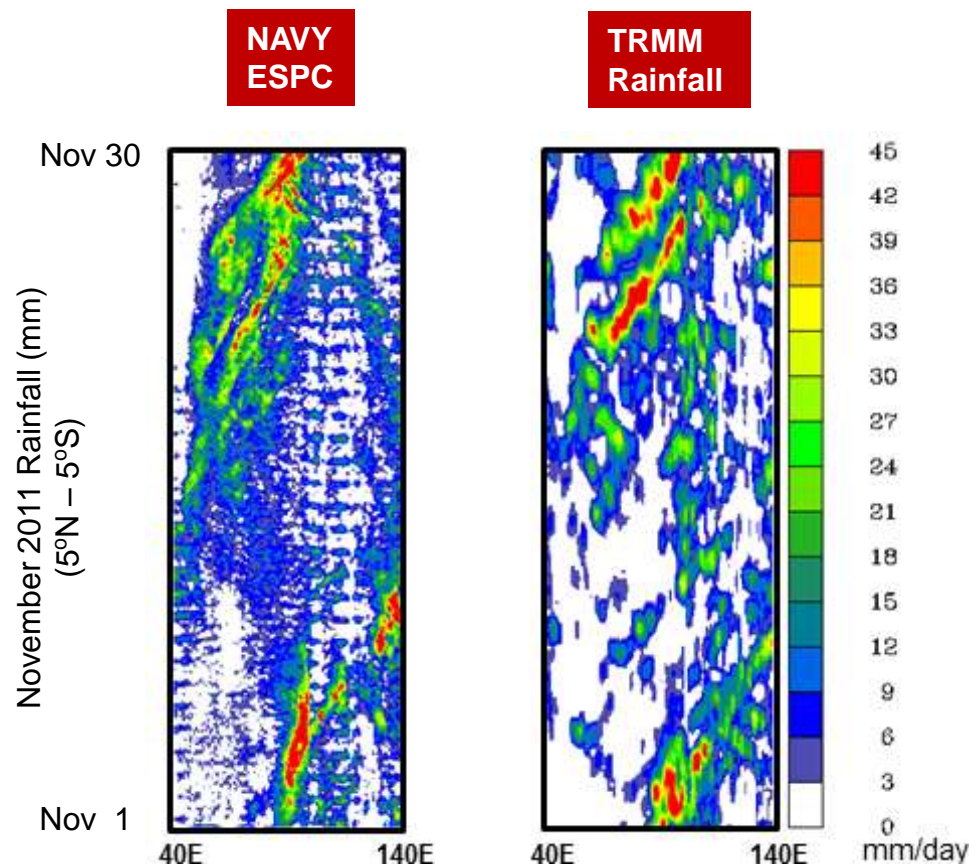 NAVY
ESPC
TRMM
Rainfall
November 2011 Rainfall (mm)
(5ºN – 5ºS)
Nov 30
Nov 1
40E
140E
40E
140E
45
42
39
36
33
30
27
24
21
18
15
12
9
6
3
0
mm/day